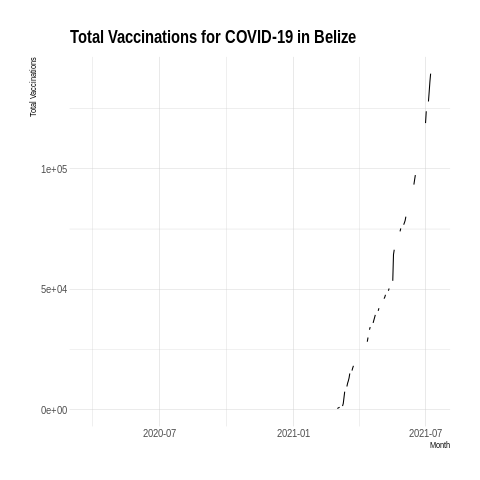 Total Vaccinations for COVID-19 in Belize
Total Vaccinations
1e+05
5e+04
0e+00
2020-07 2021-01 2021-07
Month